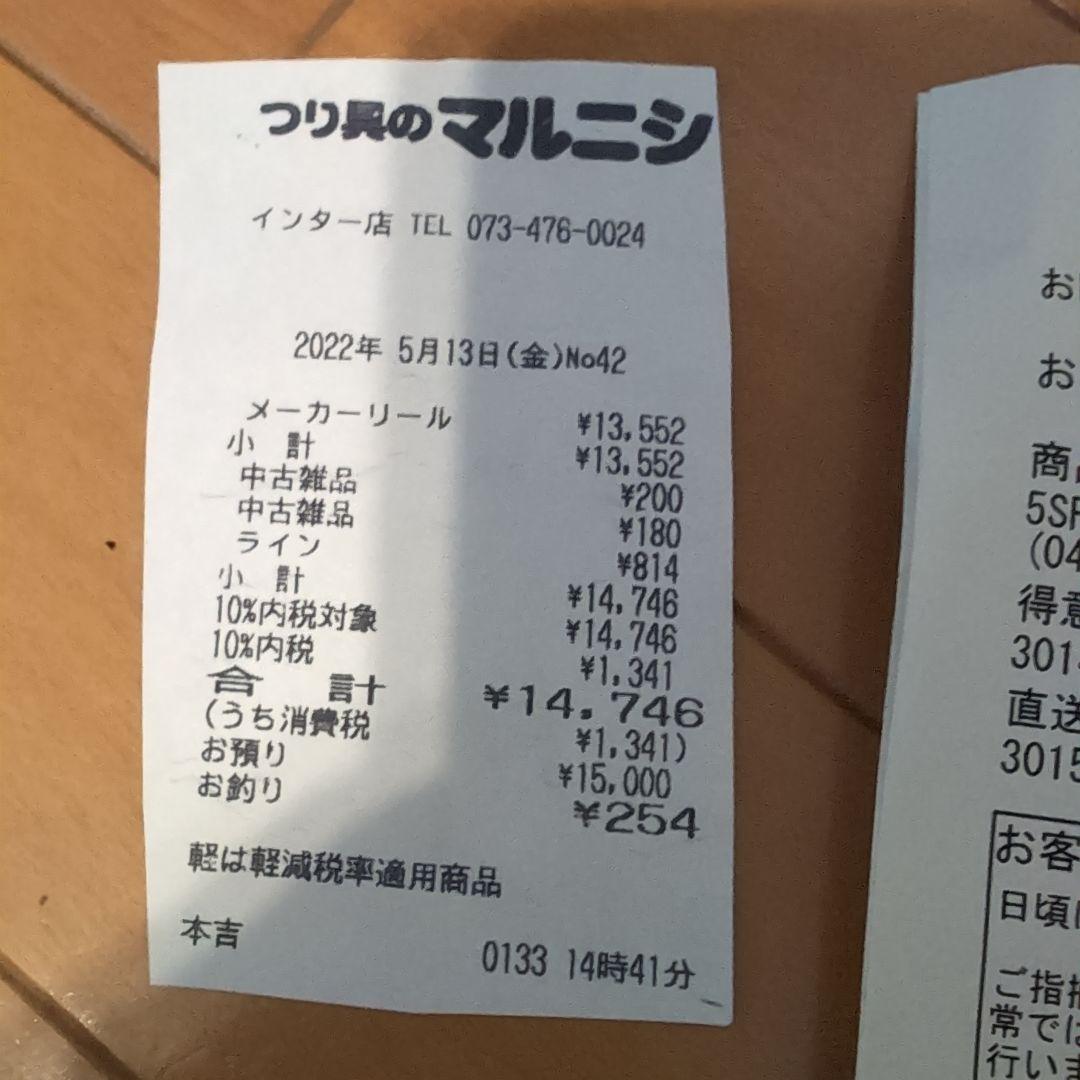 つり具のマルニシ
インター店 TEL 073-476-0024
2022年 5月13日(金)No42
メーカーリール ¥13,552
小 計 ¥13,552
中古雑品 ¥200
中古雑品 ¥180
ライン ¥814
小 計 ¥14,746
10%内税対象 ¥14,746
10%内税 ¥1,341
合 計 ¥14,746
(うち消費税 ¥1,341)
お預り ¥15,000
お釣り ¥254
軽は軽減税率適用商品
本吉
0133 14時41分
お
お
商
5SP
(04
得意
301
直送
3015
お客
日頃
ご指
常では
行いま